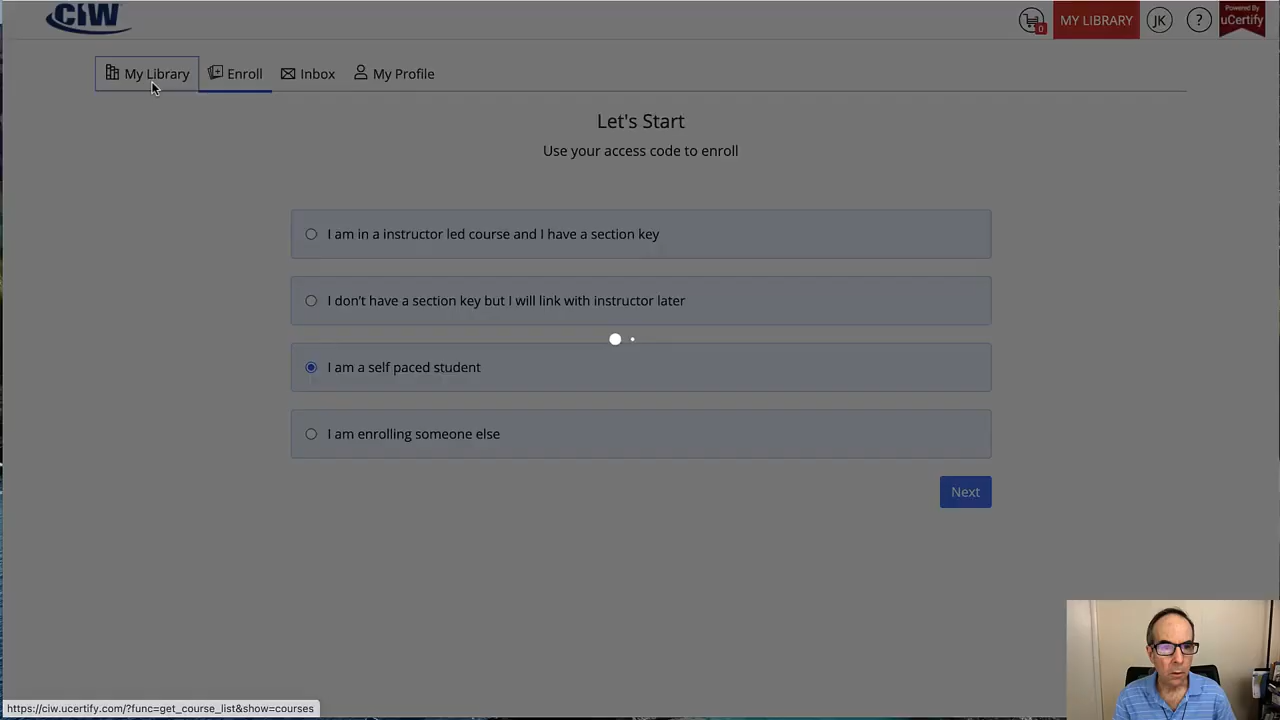 CIW
0
MY LIBRARY
JK
?
Powered By
uCertify
My Library
Enroll
Inbox
My Profile
Let's Start
Use your access code to enroll
I am in a instructor led course and I have a section key
I don't have a section key but I will link with instructor later
I am a self paced student
I am enrolling someone else
Next
https://ciw.ucertify.com/?func=get_course_list&show=courses